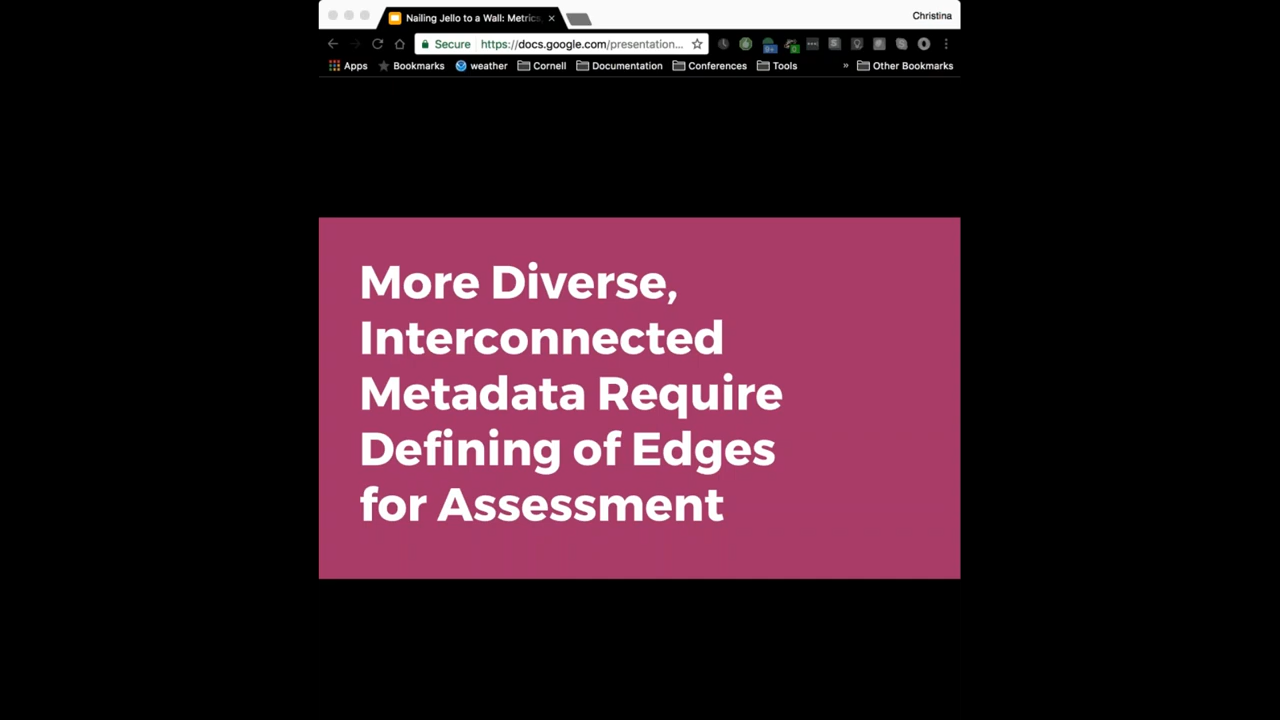 Nailing Jello to a Wall: Metrics,
Christina
Secure https://docs.google.com/presentation...
Apps Bookmarks weather Cornell Documentation Conferences Tools » Other Bookmarks
More Diverse,
Interconnected
Metadata Require
Defining of Edges
for Assessment